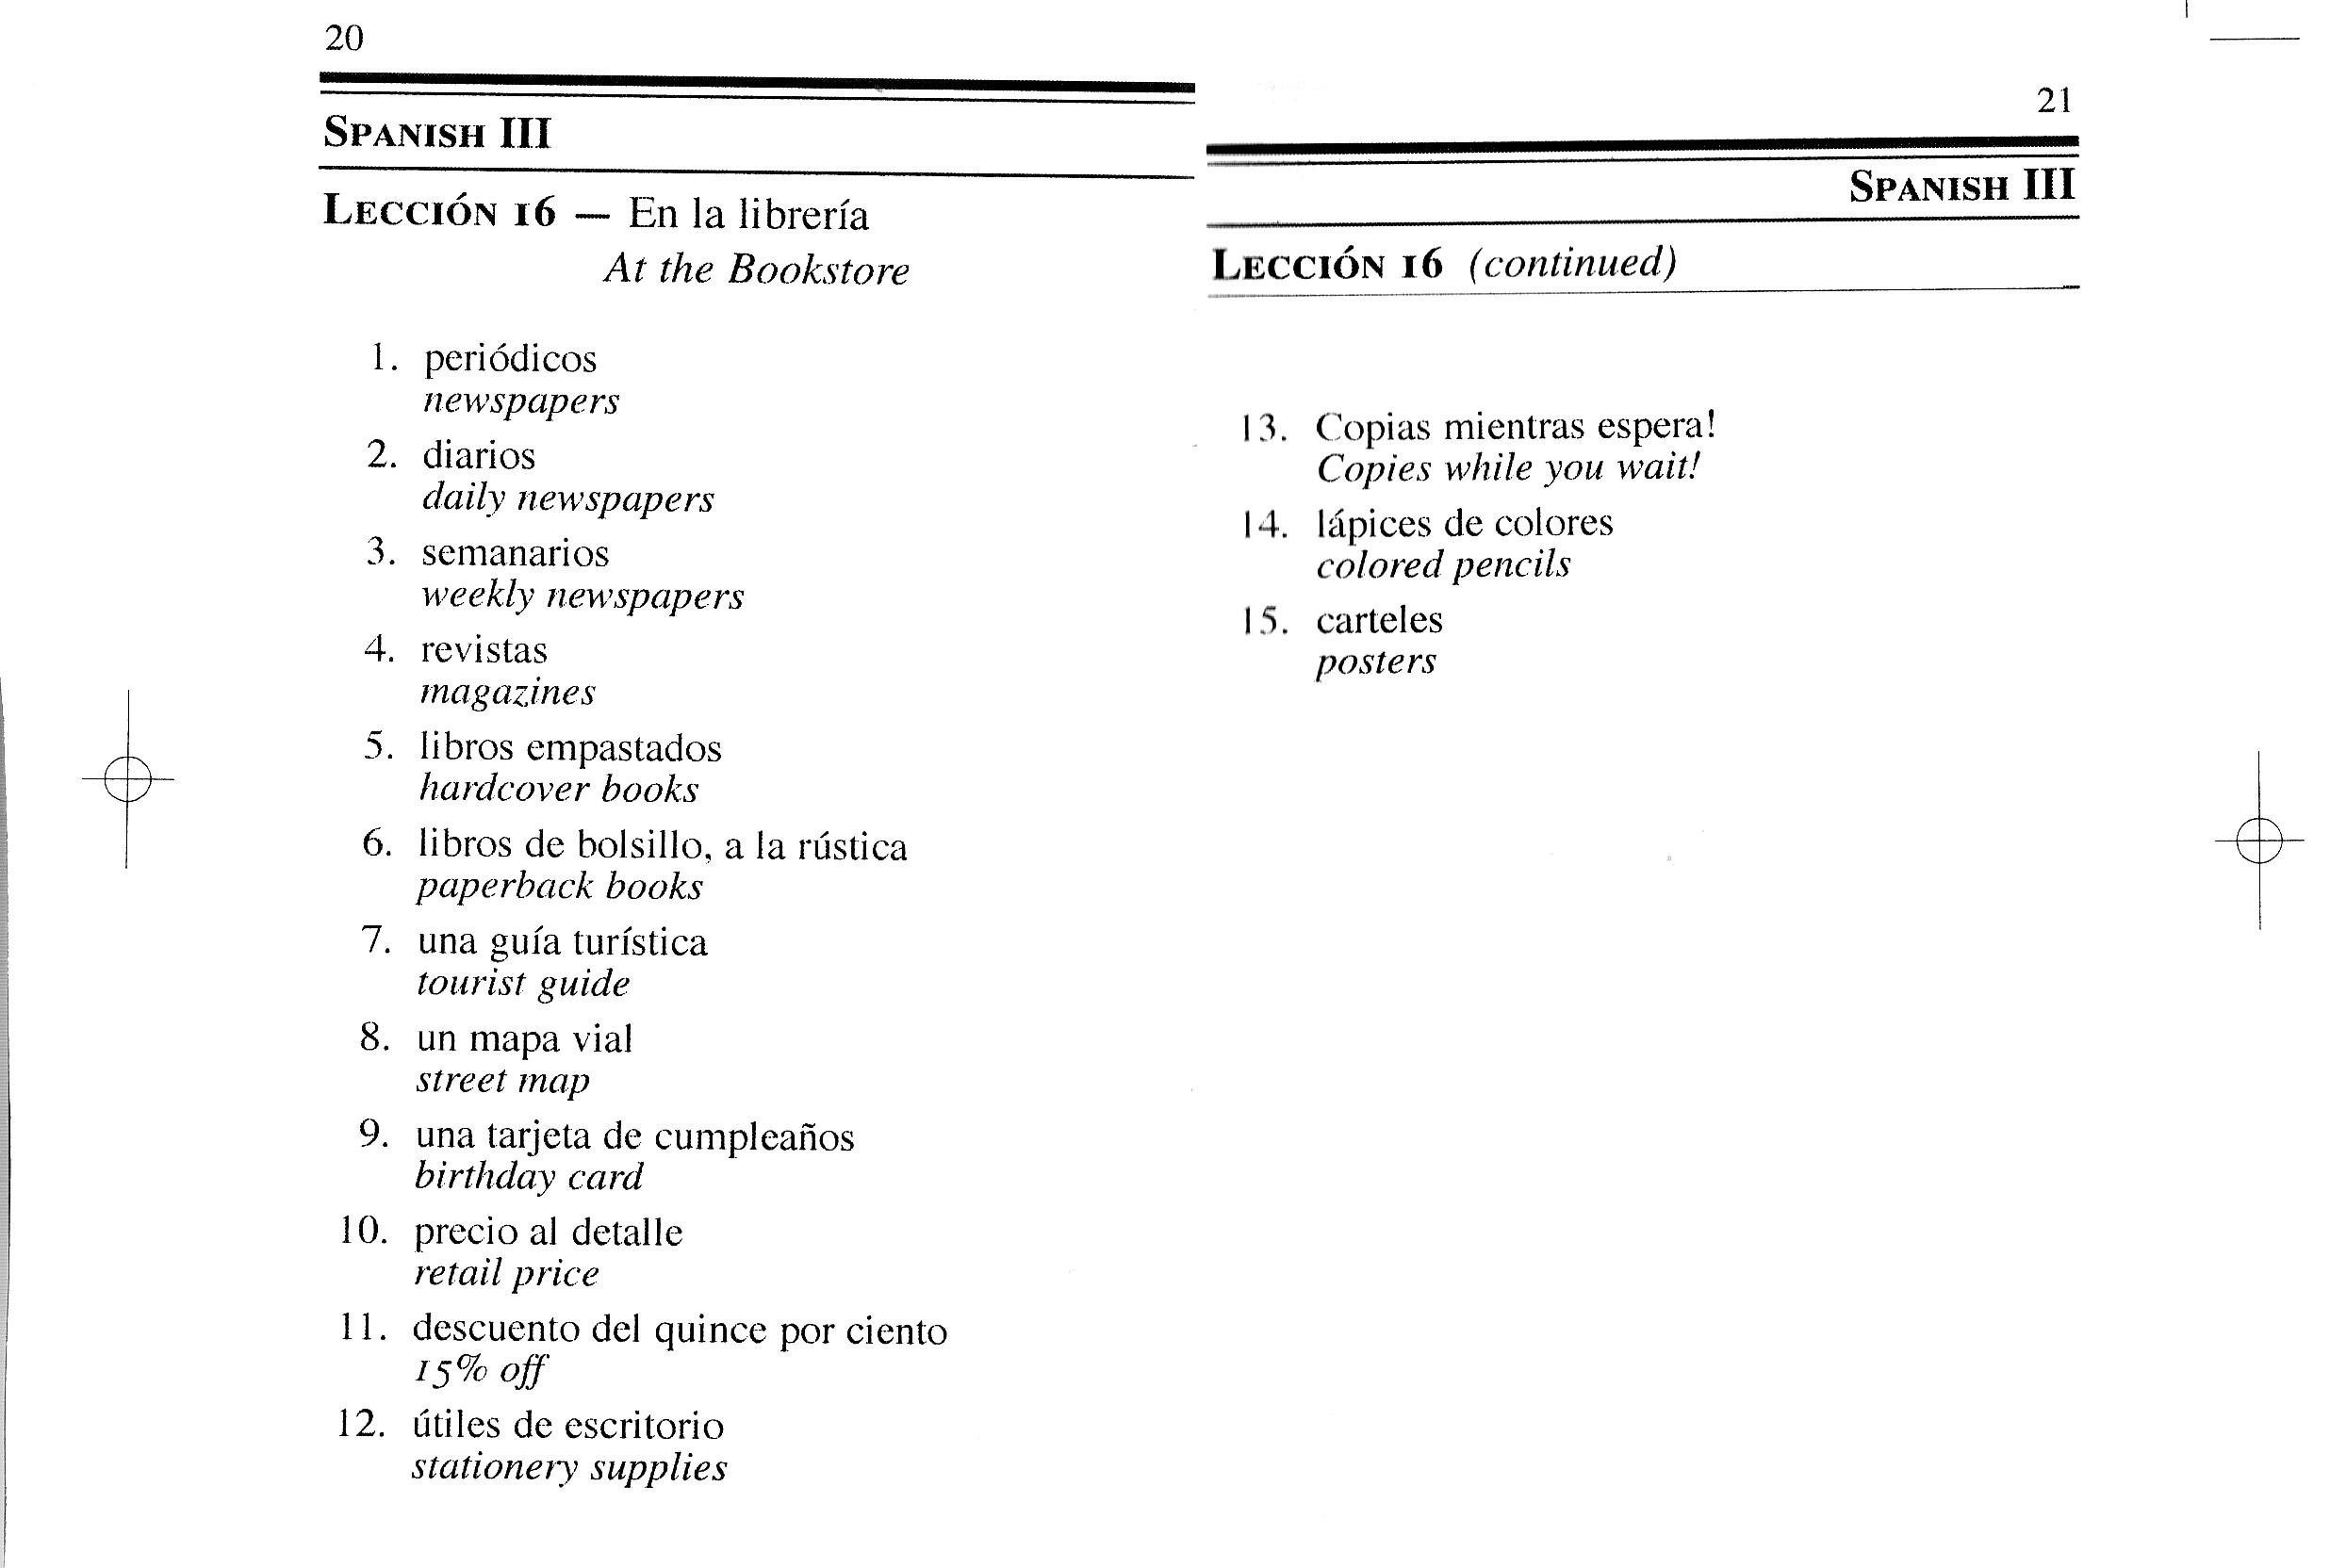 20
SPANISH III
LECCIÓN 16 — En la librería
At the Bookstore
1. periódicos
newspapers
2. diarios
daily newspapers
3. semanarios
weekly newspapers
4. revistas
magazines
5. libros empastados
hardcover books
6. libros de bolsillo, a la rústica
paperback books
7. una guía turística
tourist guide
8. un mapa vial
street map
9. una tarjeta de cumpleaños
birthday card
10. precio al detalle
retail price
11. descuento del quince por ciento
15% off
12. útiles de escritorio
stationery supplies
21
SPANISH III
LECCIÓN 16 (continued)
13. Copias mientras espera!
Copies while you wait!
14. lápices de colores
colored pencils
15. carteles
posters